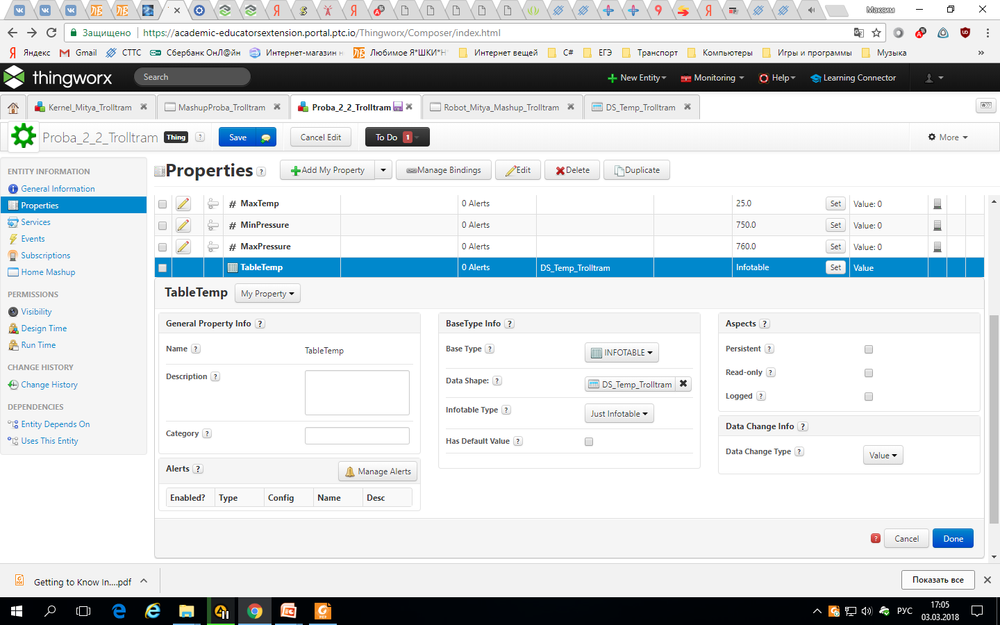 Максим
Защищено https://academic-educatorsextension.portal.ptc.io/Thingworx/Composer/index.html
Яндекс Gmail СТТС Сбербанк ОнЛ@йн Интернет-магазин Любимое Я*ШКИ*Н Интернет вещей C# ЕГЭ Транспорт Компьютеры Игры и программы Музыка »
thingworx Search New Entity Monitoring Help Learning Connector
Kernel_Mitya_Trolltram MashupProba_Trolltram Proba_2_2_Trolltram Robot_Mitya_Mashup_Trolltram DS_Temp_Trolltram
Proba_2_2_Trolltram Thing ? Save Cancel Edit To Do 1 More
ENTITY INFORMATION
General Information
Properties
Services
Events
Subscriptions
Home Mashup
PERMISSIONS
Visibility
Design Time
Run Time
CHANGE HISTORY
Change History
DEPENDENCIES
Entity Depends On
Uses This Entity
Properties ? Add My Property Manage Bindings Edit Delete Duplicate
# MaxTemp 0 Alerts 25.0 Set Value: 0
# MinPressure 0 Alerts 750.0 Set Value: 0
# MaxPressure 0 Alerts 760.0 Set Value: 0
TableTemp 0 Alerts DS_Temp_Trolltram Infotable Set Value
TableTemp My Property
General Property Info ?
Name ? TableTemp
Description ?
Category ?
Alerts ? Manage Alerts
Enabled? Type Config Name Desc
BaseType Info ?
Base Type ? INFOTABLE
Data Shape: ? DS_Temp_Trolltram
Infotable Type ? Just Infotable
Has Default Value ?
Aspects ?
Persistent ?
Read-only ?
Logged ?
Data Change Info ?
Data Change Type ? Value
? Cancel Done
Getting to Know In....pdf Показать все
РУС 17:05
03.03.2018